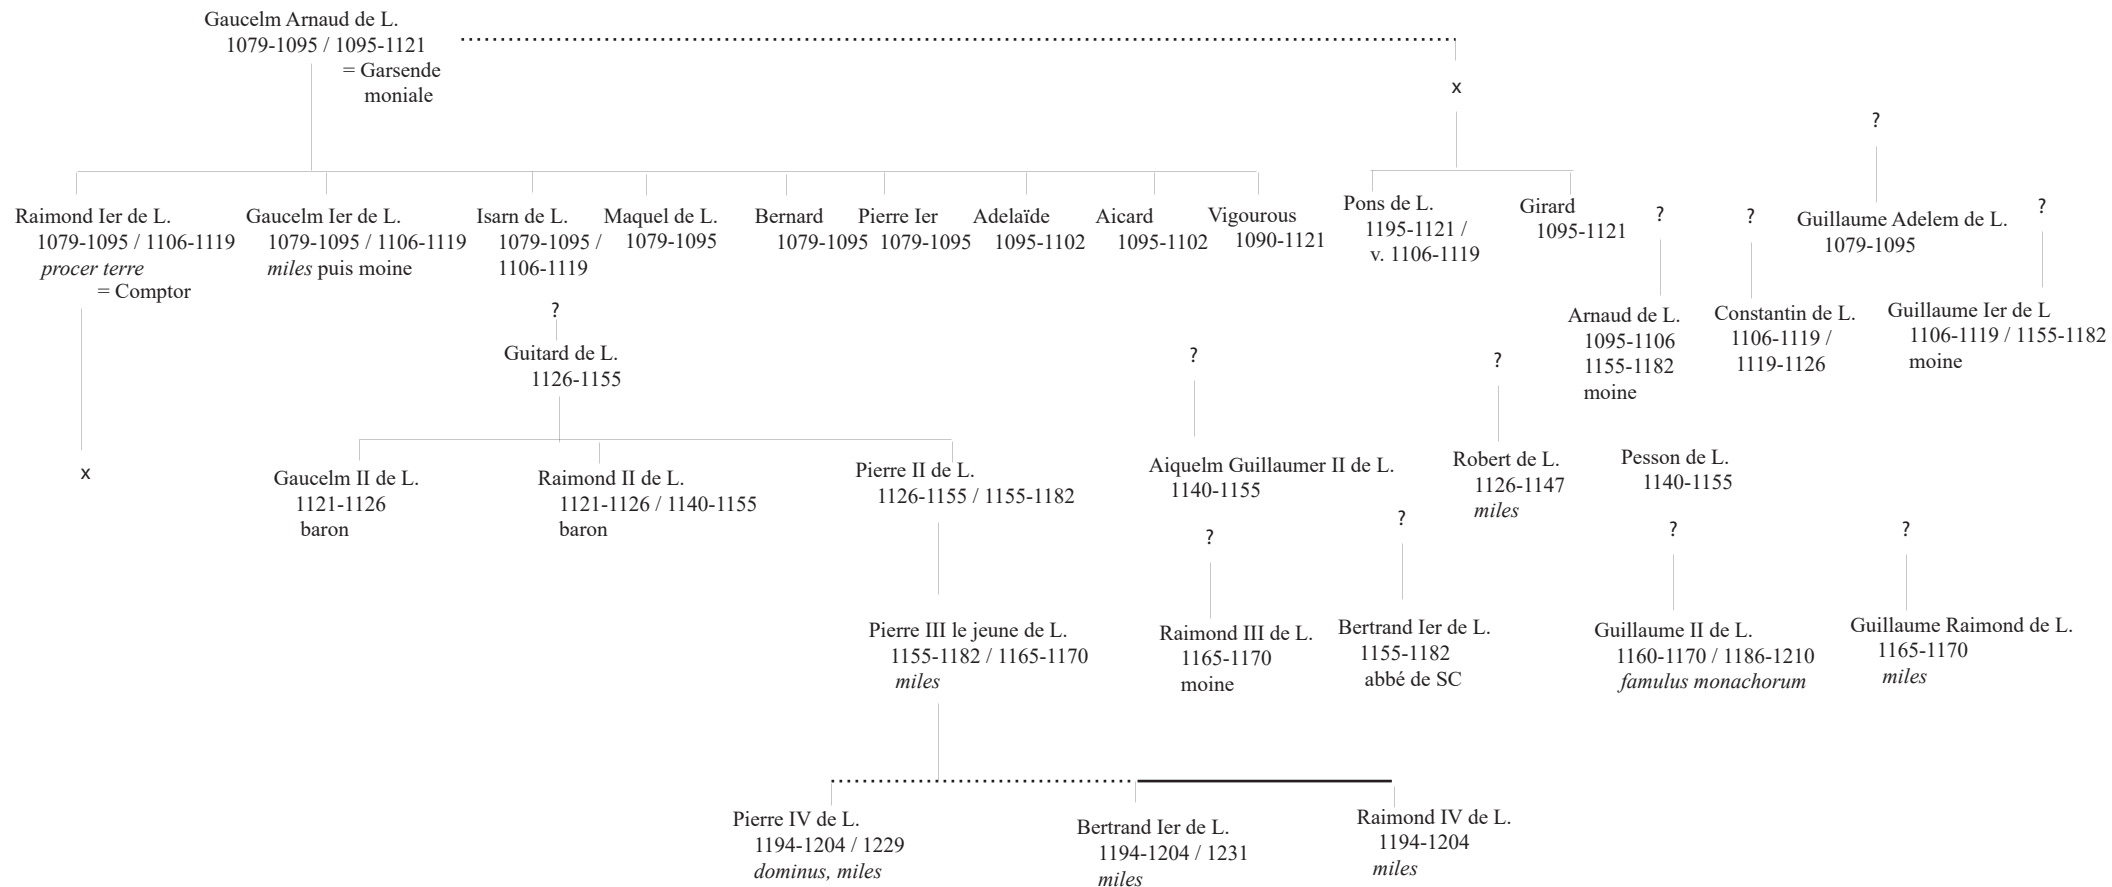 Gaucelm Arnaud de L.
1079-1095 / 1095-1121
= Garsende
moniale
x
?
Raimond Ier de L.
1079-1095 / 1106-1119
procer terre
= Comptor
Gaucelm Ier de L.
1079-1095 / 1106-1119
miles puis moine
Isarn de L.
1079-1095 /
1106-1119
Maquel de L.
1079-1095
Bernard
1079-1095
Pierre Ier
1079-1095
Adelaïde
1095-1102
Aicard
1095-1102
Vigourous
1090-1121
Pons de L.
1195-1121 /
v. 1106-1119
Girard
1095-1121
?
?
Guillaume Adelem de L.
1079-1095
?
?
Guitard de L.
1126-1155
?
?
Arnaud de L.
1095-1106
1155-1182
moine
Constantin de L.
1106-1119 /
1119-1126
Guillaume Ier de L
1106-1119 / 1155-1182
moine
x
Gaucelm II de L.
1121-1126
baron
Raimond II de L.
1121-1126 / 1140-1155
baron
Pierre II de L.
1126-1155 / 1155-1182
Aiquelm Guillaumer II de L.
1140-1155
Robert de L.
1126-1147
miles
Pesson de L.
1140-1155
?
?
?
?
Pierre III le jeune de L.
1155-1182 / 1165-1170
miles
Raimond III de L.
1165-1170
moine
Bertrand Ier de L.
1155-1182
abbé de SC
Guillaume II de L.
1160-1170 / 1186-1210
famulus monachorum
Guillaume Raimond de L.
1165-1170
miles
Pierre IV de L.
1194-1204 / 1229
dominus, miles
Bertrand Ier de L.
1194-1204 / 1231
miles
Raimond IV de L.
1194-1204
miles